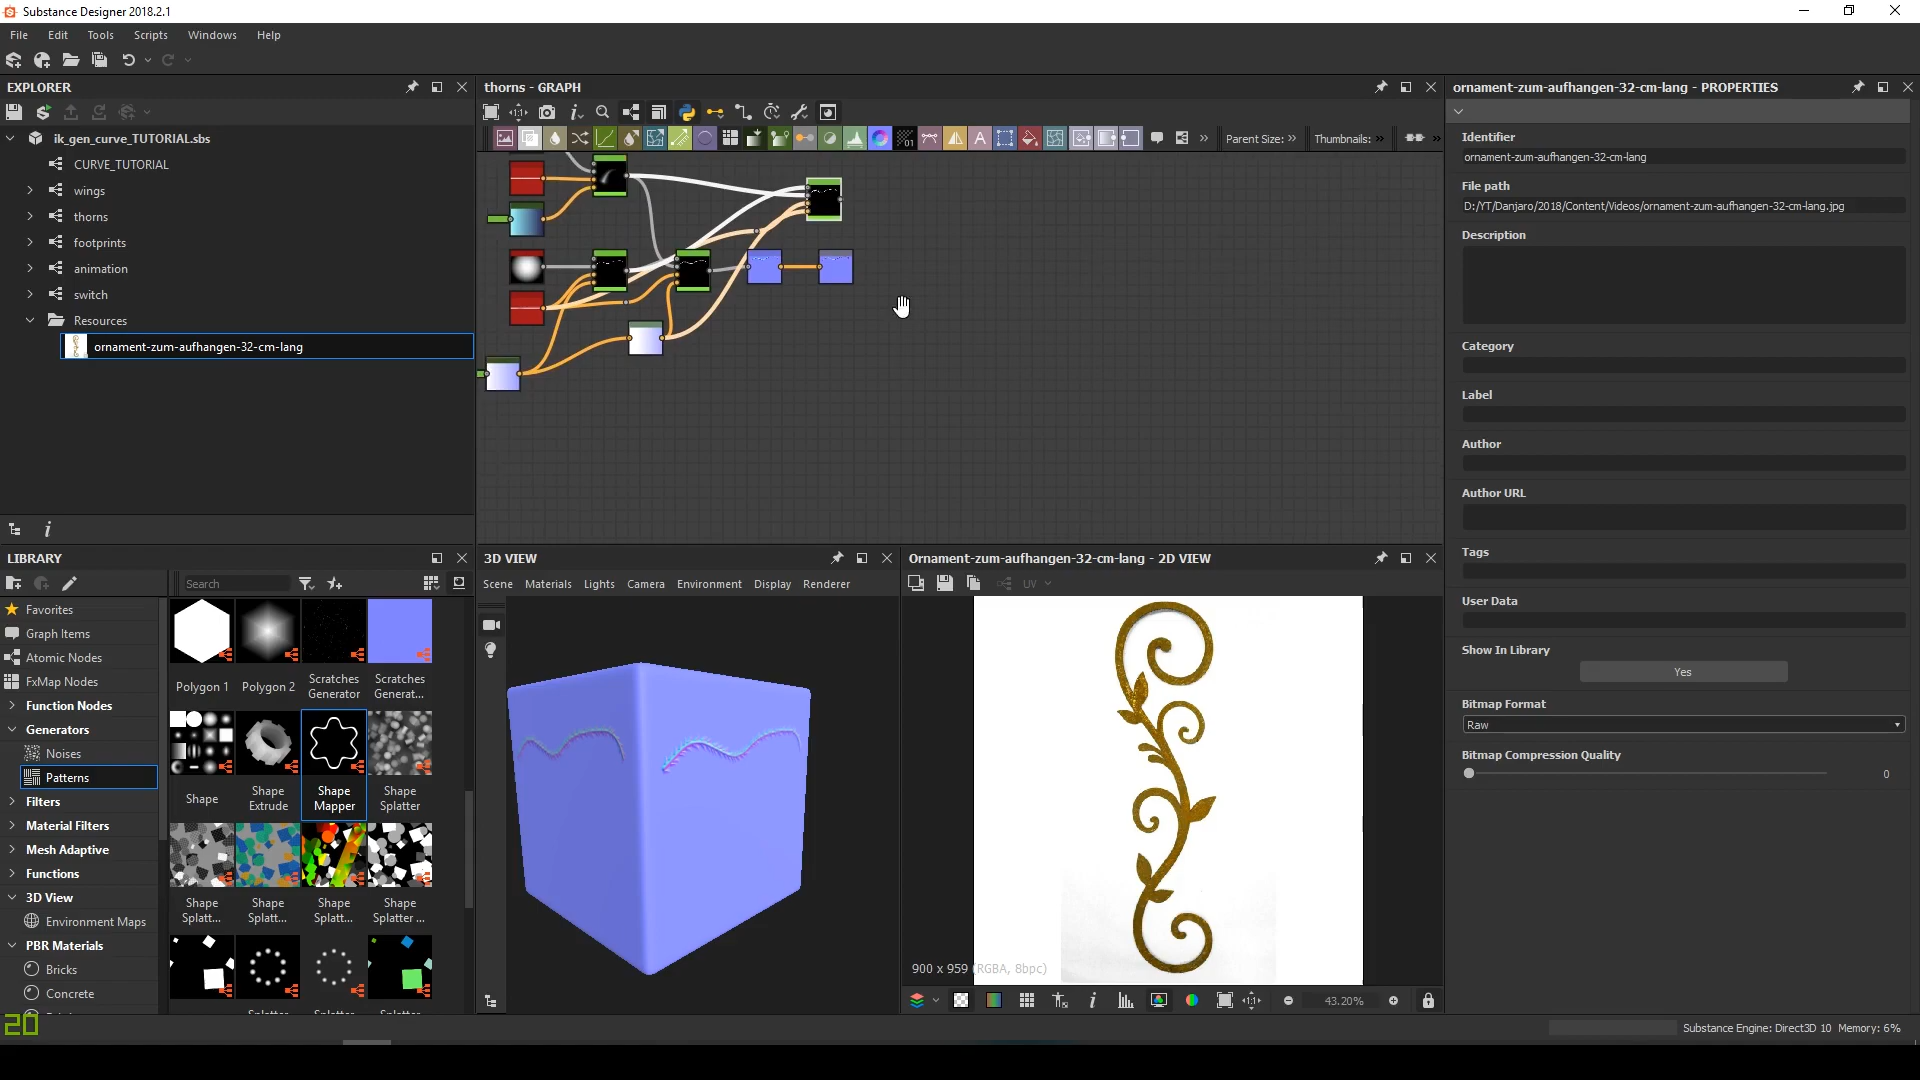 Substance Designer 2018.2.1
File Edit Tools Scripts Windows Help
EXPLORER
ik_gen_curve_TUTORIAL.sbs
CURVE_TUTORIAL
wings
thorns
footprints
animation
switch
Resources
ornament-zum-aufhangen-32-cm-lang
thorns - GRAPH
Parent Size: »
Thumbnails: »
ornament-zum-aufhangen-32-cm-lang - PROPERTIES
Identifier
ornament-zum-aufhangen-32-cm-lang
File path
D:/YT/Danjaro/2018/Content/Videos/ornament-zum-aufhangen-32-cm-lang.jpg
Description
Category
Label
Author
Author URL
Tags
User Data
Show In Library
Yes
Bitmap Format
Raw
Bitmap Compression Quality
0
LIBRARY
Search
Favorites
Graph Items
Atomic Nodes
FxMap Nodes
Function Nodes
Generators
Noises
Patterns
Filters
Material Filters
Mesh Adaptive
Functions
3D View
Environment Maps
PBR Materials
Bricks
Concrete
Polygon 1
Polygon 2
Scratches Generator
Scratches Generat...
Shape
Shape Extrude
Shape Mapper
Shape Splatter
Shape Splatt...
Shape Splatt...
Shape Splatt...
Shape Splatter ...
3D VIEW
Scene Materials Lights Camera Environment Display Renderer
Ornament-zum-aufhangen-32-cm-lang - 2D VIEW
UV
900 x 959 (RGBA, 8bpc)
43.20%
20
Substance Engine: Direct3D 10 Memory: 6%